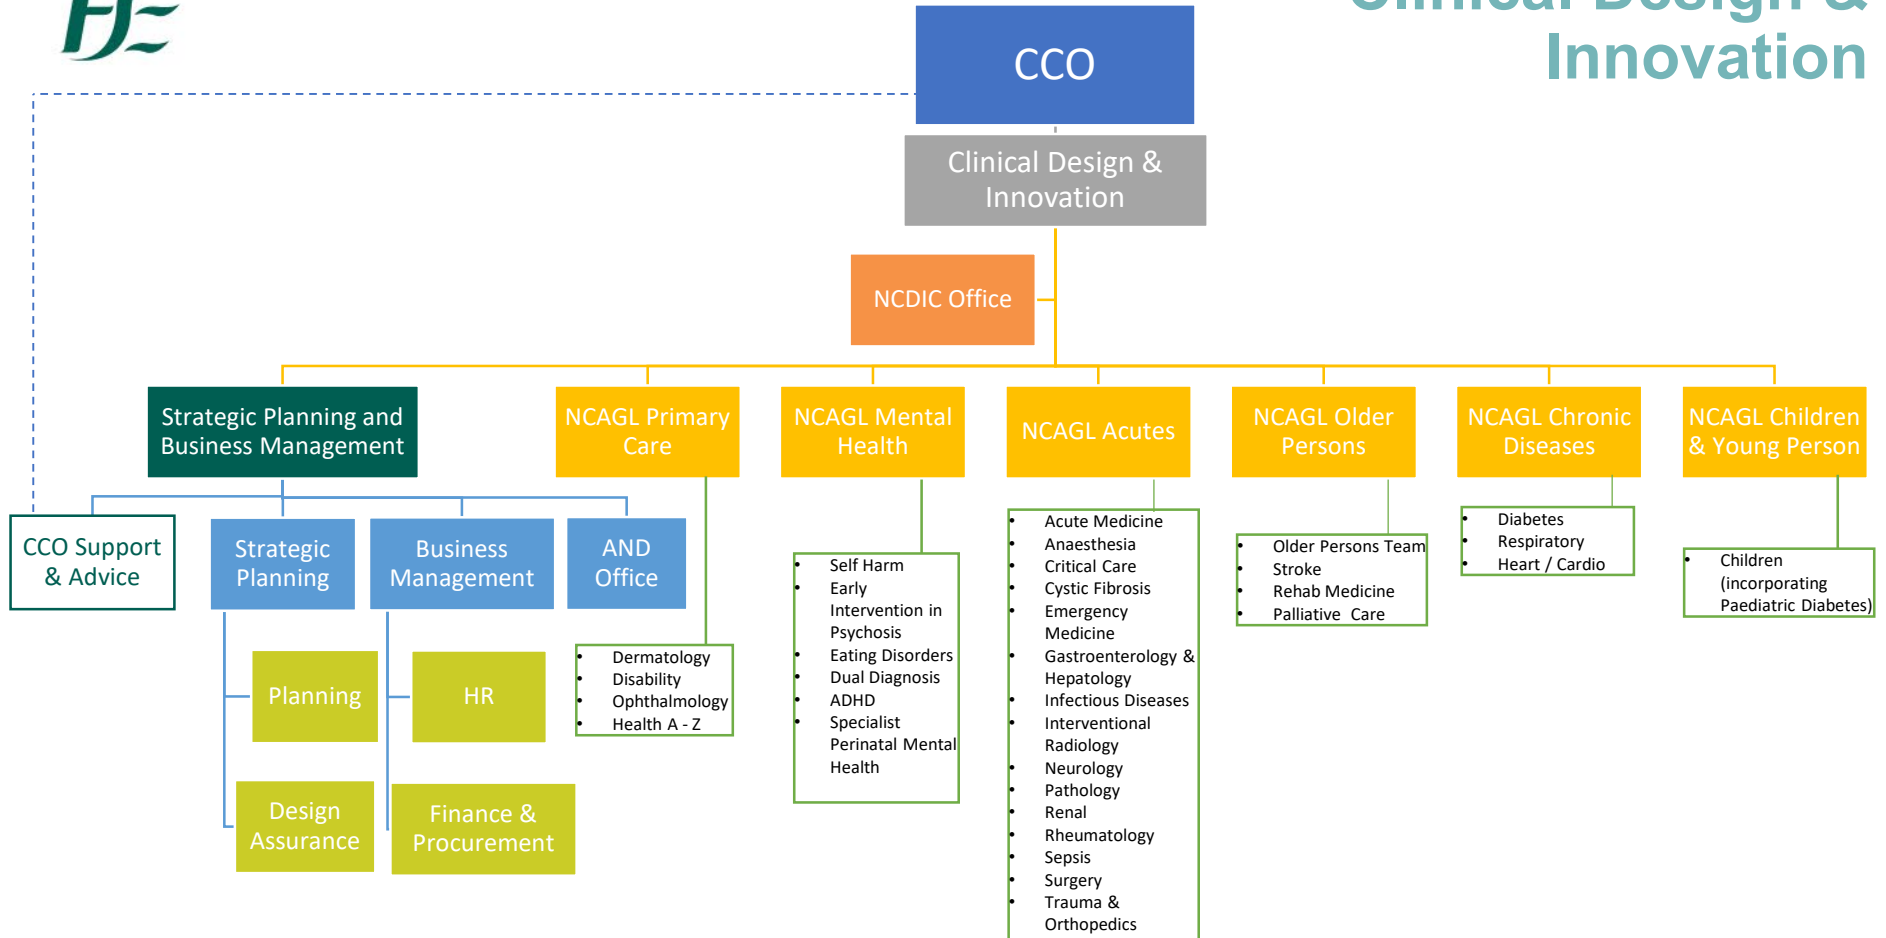 Clinical Design &
Innovation
CCO
Clinical Design &
Innovation
NCDIC Office
Strategic Planning and
Business Management
NCAGL Primary
Care
NCAGL Mental
Health
NCAGL Acutes
NCAGL Older
Persons
NCAGL Chronic
Diseases
NCAGL Children
& Young Person
CCO Support
& Advice
Strategic
Planning
Business
Management
AND
Office
Planning
HR
Design
Assurance
Finance &
Procurement
• Dermatology
• Disability
• Ophthalmology
• Health A - Z
• Self Harm
• Early
Intervention in
Psychosis
• Eating Disorders
• Dual Diagnosis
• ADHD
• Specialist
Perinatal Mental
Health
• Acute Medicine
• Anaesthesia
• Critical Care
• Cystic Fibrosis
• Emergency
Medicine
• Gastroenterology &
Hepatology
• Infectious Diseases
• Interventional
Radiology
• Neurology
• Pathology
• Renal
• Rheumatology
• Sepsis
• Surgery
• Trauma &
Orthopedics
• Older Persons Team
• Stroke
• Rehab Medicine
• Palliative Care
• Diabetes
• Respiratory
• Heart / Cardio
• Children
(incorporating
Paediatric Diabetes)